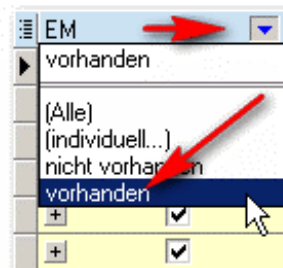 EM
vorhanden
(Alle)
(individuell...)
nicht vorhanden
vorhanden